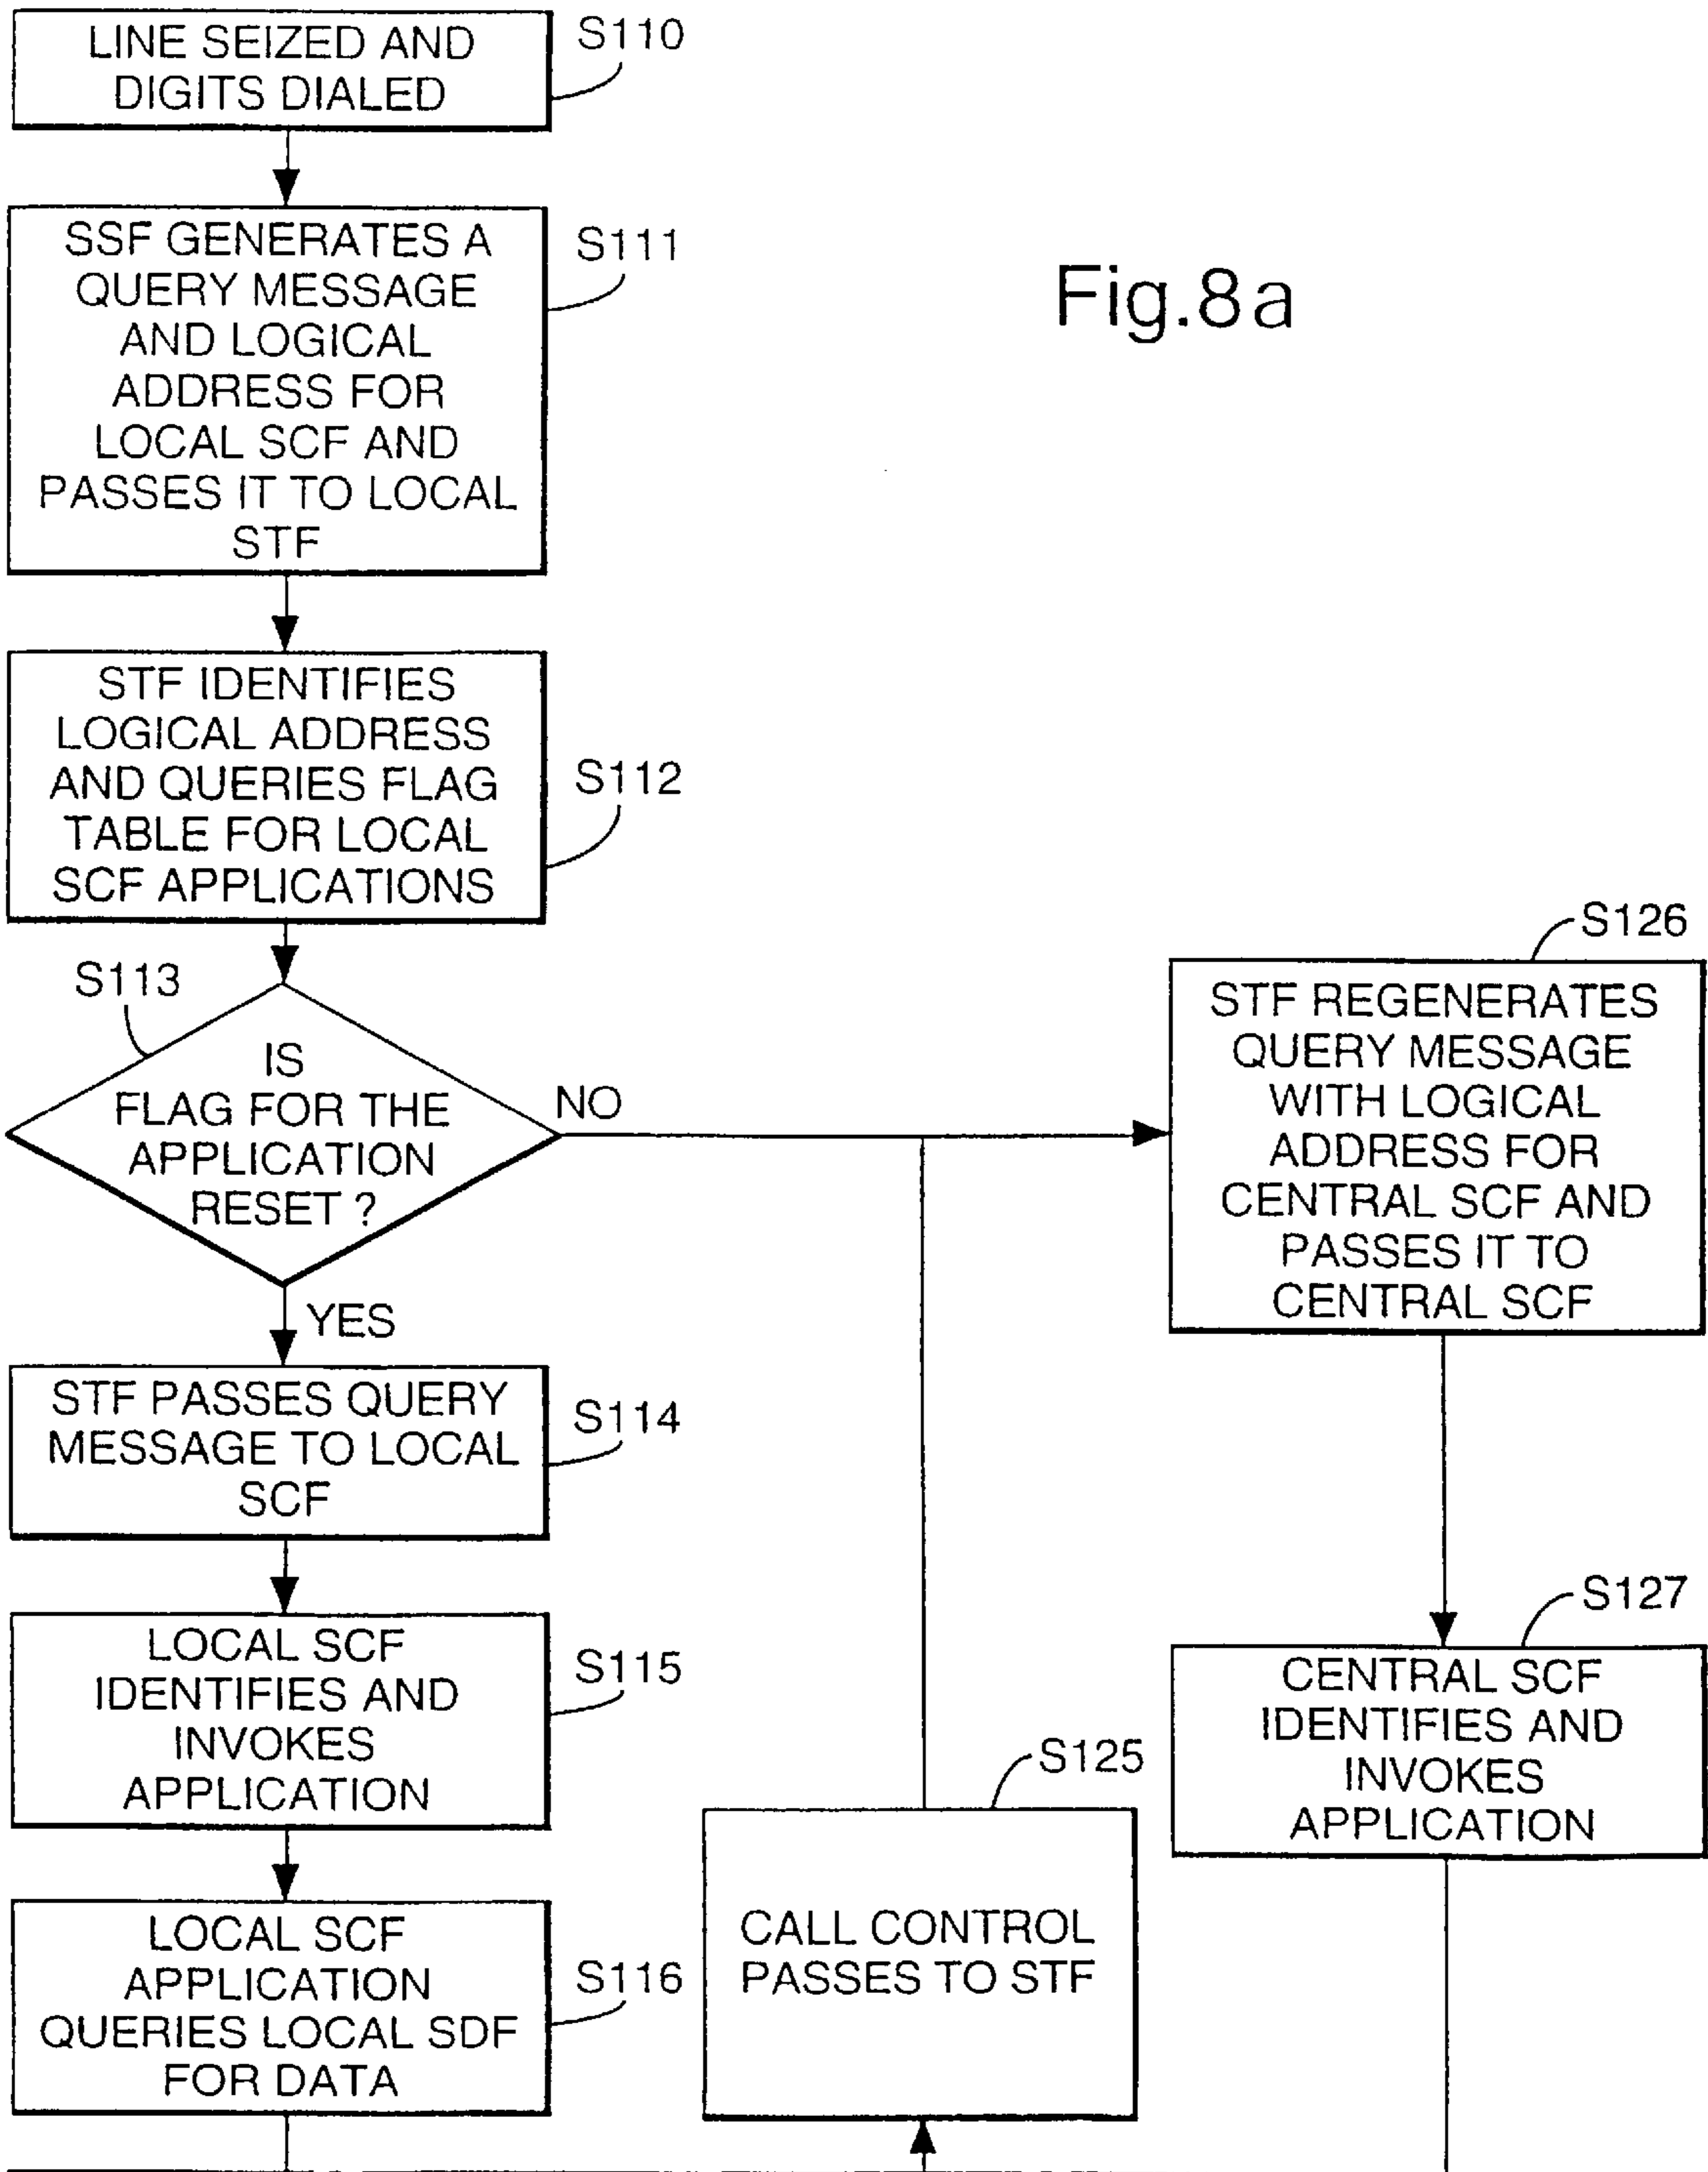 LINE SEIZED AND
DIGITS DIALED
S110
SSF GENERATES A
QUERY MESSAGE
AND LOGICAL
ADDRESS FOR
LOCAL SCF AND
PASSES IT TO LOCAL
STF
S111
Fig.8a
STF IDENTIFIES
LOGICAL ADDRESS
AND QUERIES FLAG
TABLE FOR LOCAL
SCF APPLICATIONS
S112
S113
IS
FLAG FOR THE
APPLICATION
RESET ?
NO
YES
S126
STF REGENERATES
QUERY MESSAGE
WITH LOGICAL
ADDRESS FOR
CENTRAL SCF AND
PASSES IT TO
CENTRAL SCF
STF PASSES QUERY
MESSAGE TO LOCAL
SCF
S114
LOCAL SCF
IDENTIFIES AND
INVOKES
APPLICATION
S115
S127
CENTRAL SCF
IDENTIFIES AND
INVOKES
APPLICATION
S125
CALL CONTROL
PASSES TO STF
LOCAL SCF
APPLICATION
QUERIES LOCAL SDF
FOR DATA
S116